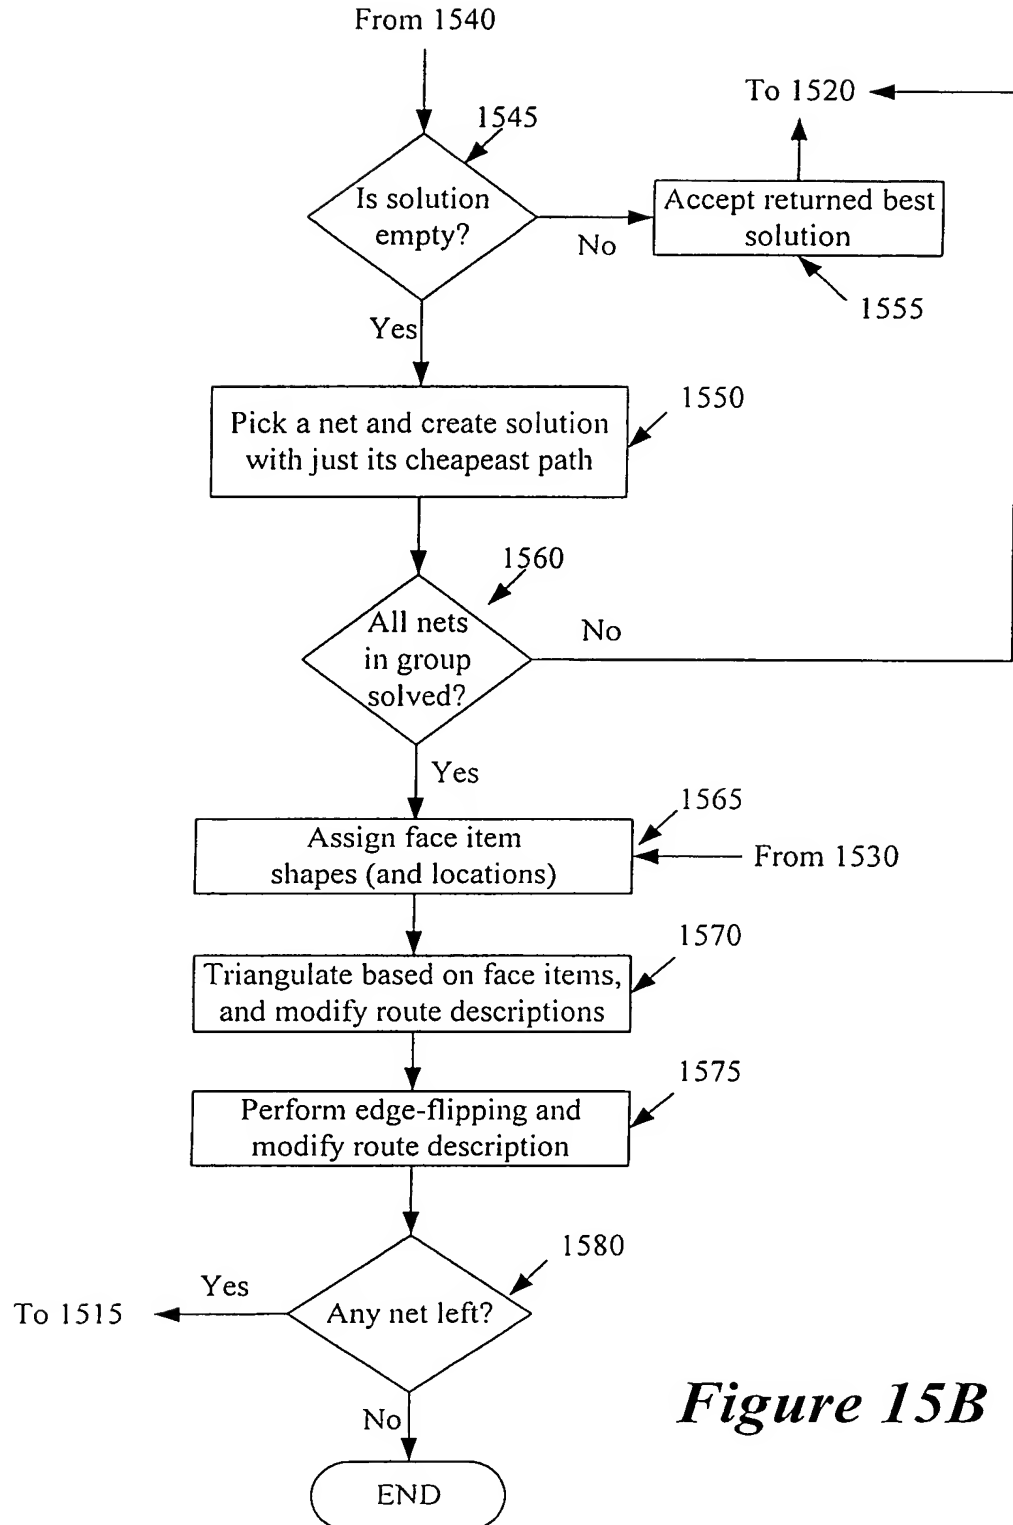 From 1540
To 1520
1545
Is solution
empty?
No
Accept returned best
solution
1555
Yes
1550
Pick a net and create solution
with just its cheapeast path
1560
All nets
in group
solved?
No
Yes
1565
Assign face item
shapes (and locations)
From 1530
1570
Triangulate based on face items,
and modify route descriptions
1575
Perform edge-flipping and
modify route description
1580
Yes
To 1515
Any net left?
No
Figure 15B
END